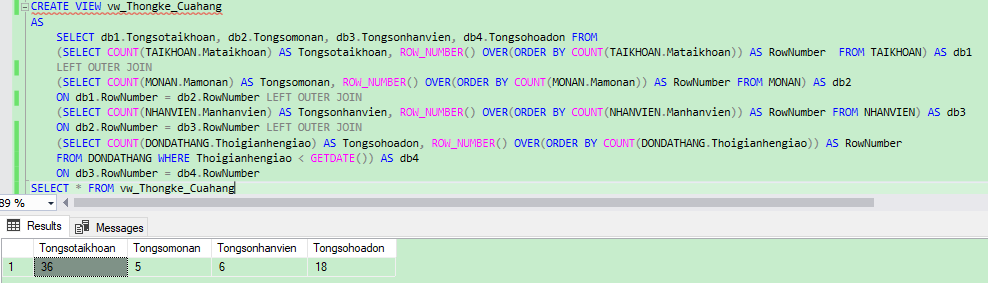 CREATE VIEW vw_Thongke_Cuahang
AS
SELECT db1.Tongsotaikhoan, db2.Tongsomonan, db3.Tongsonhanvien, db4.Tongsohoadon FROM
(SELECT COUNT(TAIKHOAN.Mataikhoan) AS Tongsotaikhoan, ROW_NUMBER() OVER(ORDER BY COUNT(TAIKHOAN.Mataikhoan)) AS RowNumber FROM TAIKHOAN) AS db1
LEFT OUTER JOIN
(SELECT COUNT(MONAN.Mamonan) AS Tongsomonan, ROW_NUMBER() OVER(ORDER BY COUNT(MONAN.Mamonan)) AS RowNumber FROM MONAN) AS db2
ON db1.RowNumber = db2.RowNumber LEFT OUTER JOIN
(SELECT COUNT(NHANVIEN.Manhanvien) AS Tongsonhanvien, ROW_NUMBER() OVER(ORDER BY COUNT(NHANVIEN.Manhanvien)) AS RowNumber FROM NHANVIEN) AS db3
ON db2.RowNumber = db3.RowNumber LEFT OUTER JOIN
(SELECT COUNT(DONDATHANG.Thoigianhengiao) AS Tongsohoadon, ROW_NUMBER() OVER(ORDER BY COUNT(DONDATHANG.Thoigianhengiao)) AS RowNumber
FROM DONDATHANG WHERE Thoigianhengiao < GETDATE()) AS db4
ON db3.RowNumber = db4.RowNumber
SELECT * FROM vw_Thongke_Cuahang
89 %
Results Messages
Tongsotaikhoan Tongsomonan Tongsonhanvien Tongsohoadon
1 36 5 6 18